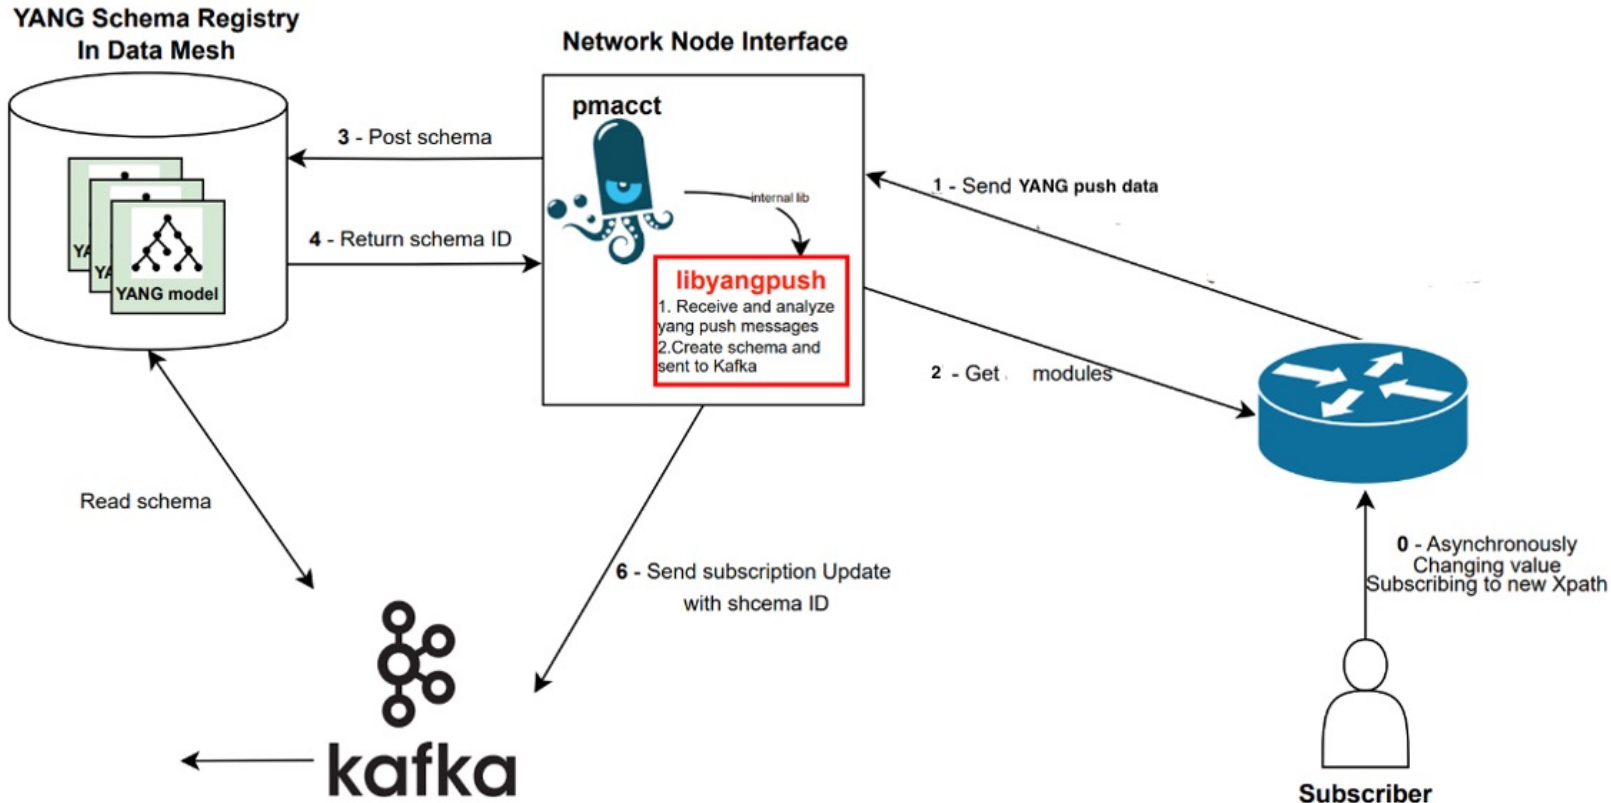 YANG Schema Registry
In Data Mesh
Network Node Interface
pmacct
3 - Post schema
internal lib
1 - Send YANG push data
4 - Return schema ID
YA
YA
YANG model
libyangpush
1. Receive and analyze
yang push messages
2.Create schema and
sent to Kafka
2 - Get modules
Read schema
6 - Send subscription Update
with shcema ID
0 - Asynchronously
Changing value
Subscribing to new Xpath
kafka
Subscriber